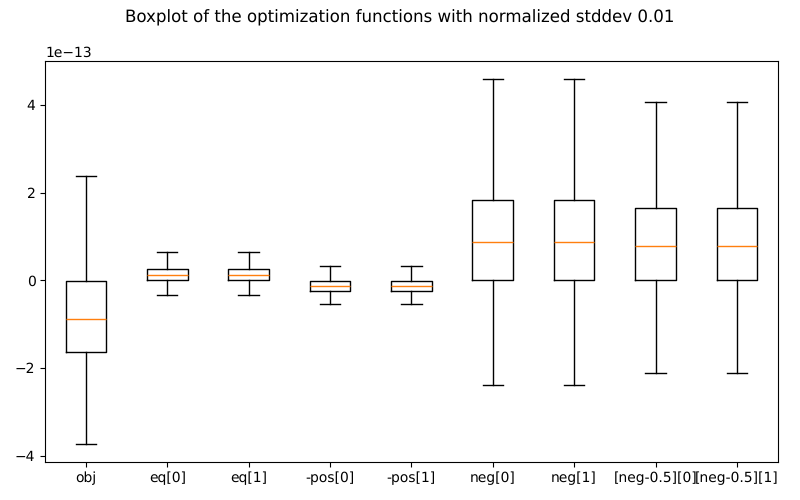 Boxplot of the optimization functions with normalized stddev 0.01
1e−13
4
2
0
−2
−4
obj eq[0] eq[1] -pos[0] -pos[1] neg[0] neg[1] [neg-0.5][0] [neg-0.5][1]